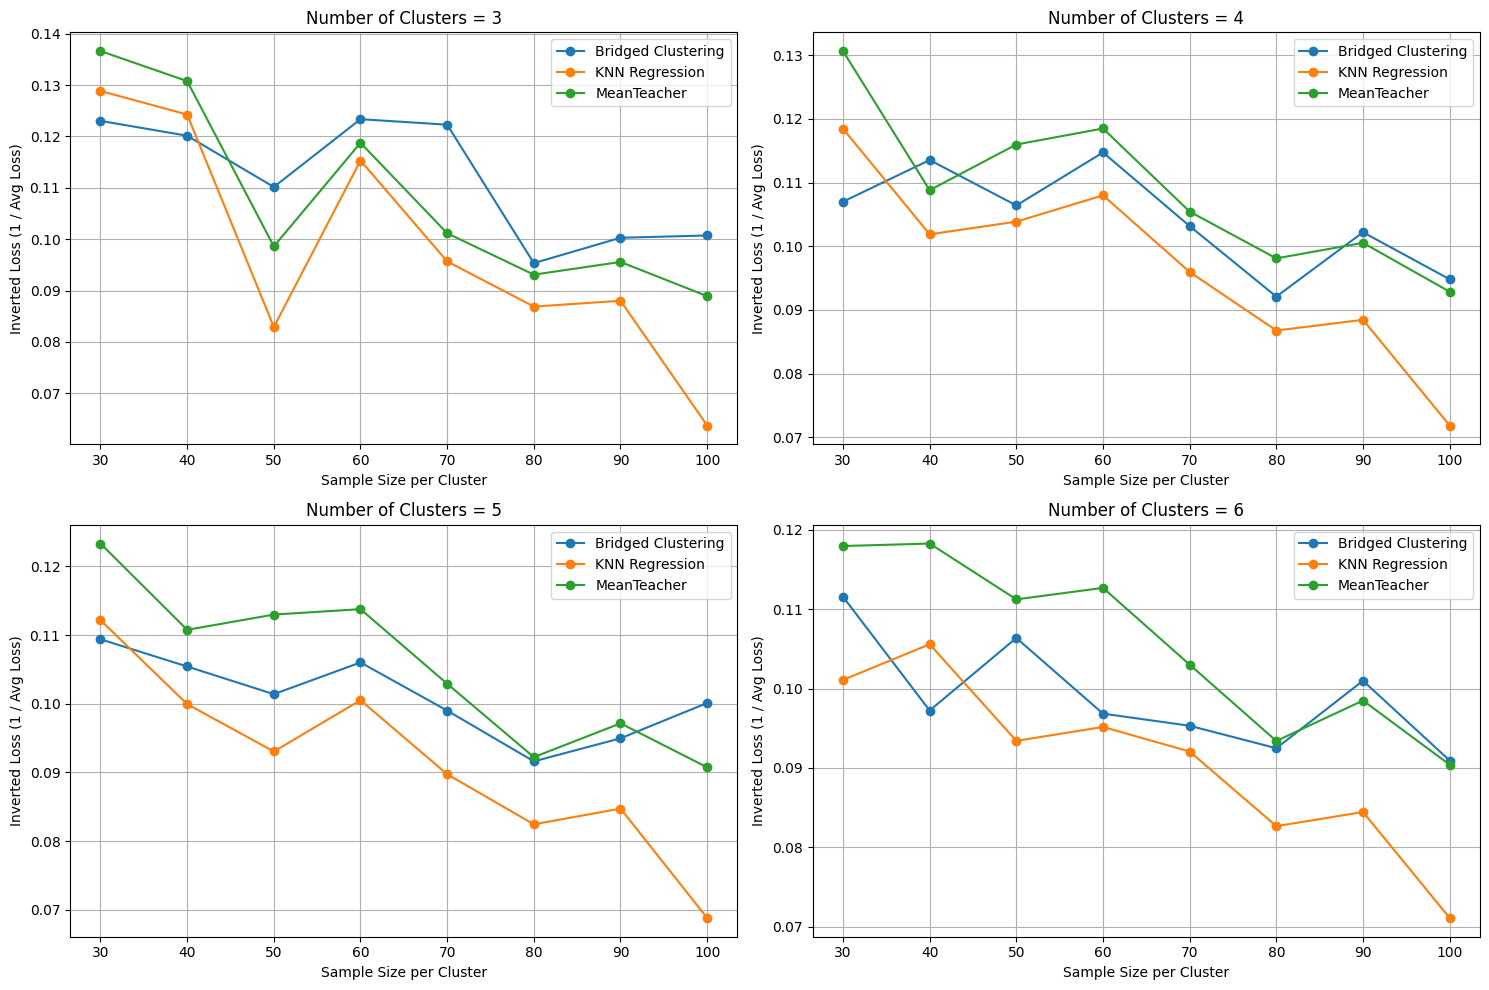 Number of Clusters = 3
Inverted Loss (1 / Avg Loss)
0.14
0.13
0.12
0.11
0.10
0.09
0.08
0.07
Bridged Clustering
KNN Regression
MeanTeacher
30 40 50 60 70 80 90 100
Sample Size per Cluster
Number of Clusters = 4
Inverted Loss (1 / Avg Loss)
0.13
0.12
0.11
0.10
0.09
0.08
0.07
Bridged Clustering
KNN Regression
MeanTeacher
30 40 50 60 70 80 90 100
Sample Size per Cluster
Number of Clusters = 5
Inverted Loss (1 / Avg Loss)
0.12
0.11
0.10
0.09
0.08
0.07
Bridged Clustering
KNN Regression
MeanTeacher
30 40 50 60 70 80 90 100
Sample Size per Cluster
Number of Clusters = 6
Inverted Loss (1 / Avg Loss)
0.12
0.11
0.10
0.09
0.08
0.07
Bridged Clustering
KNN Regression
MeanTeacher
30 40 50 60 70 80 90 100
Sample Size per Cluster